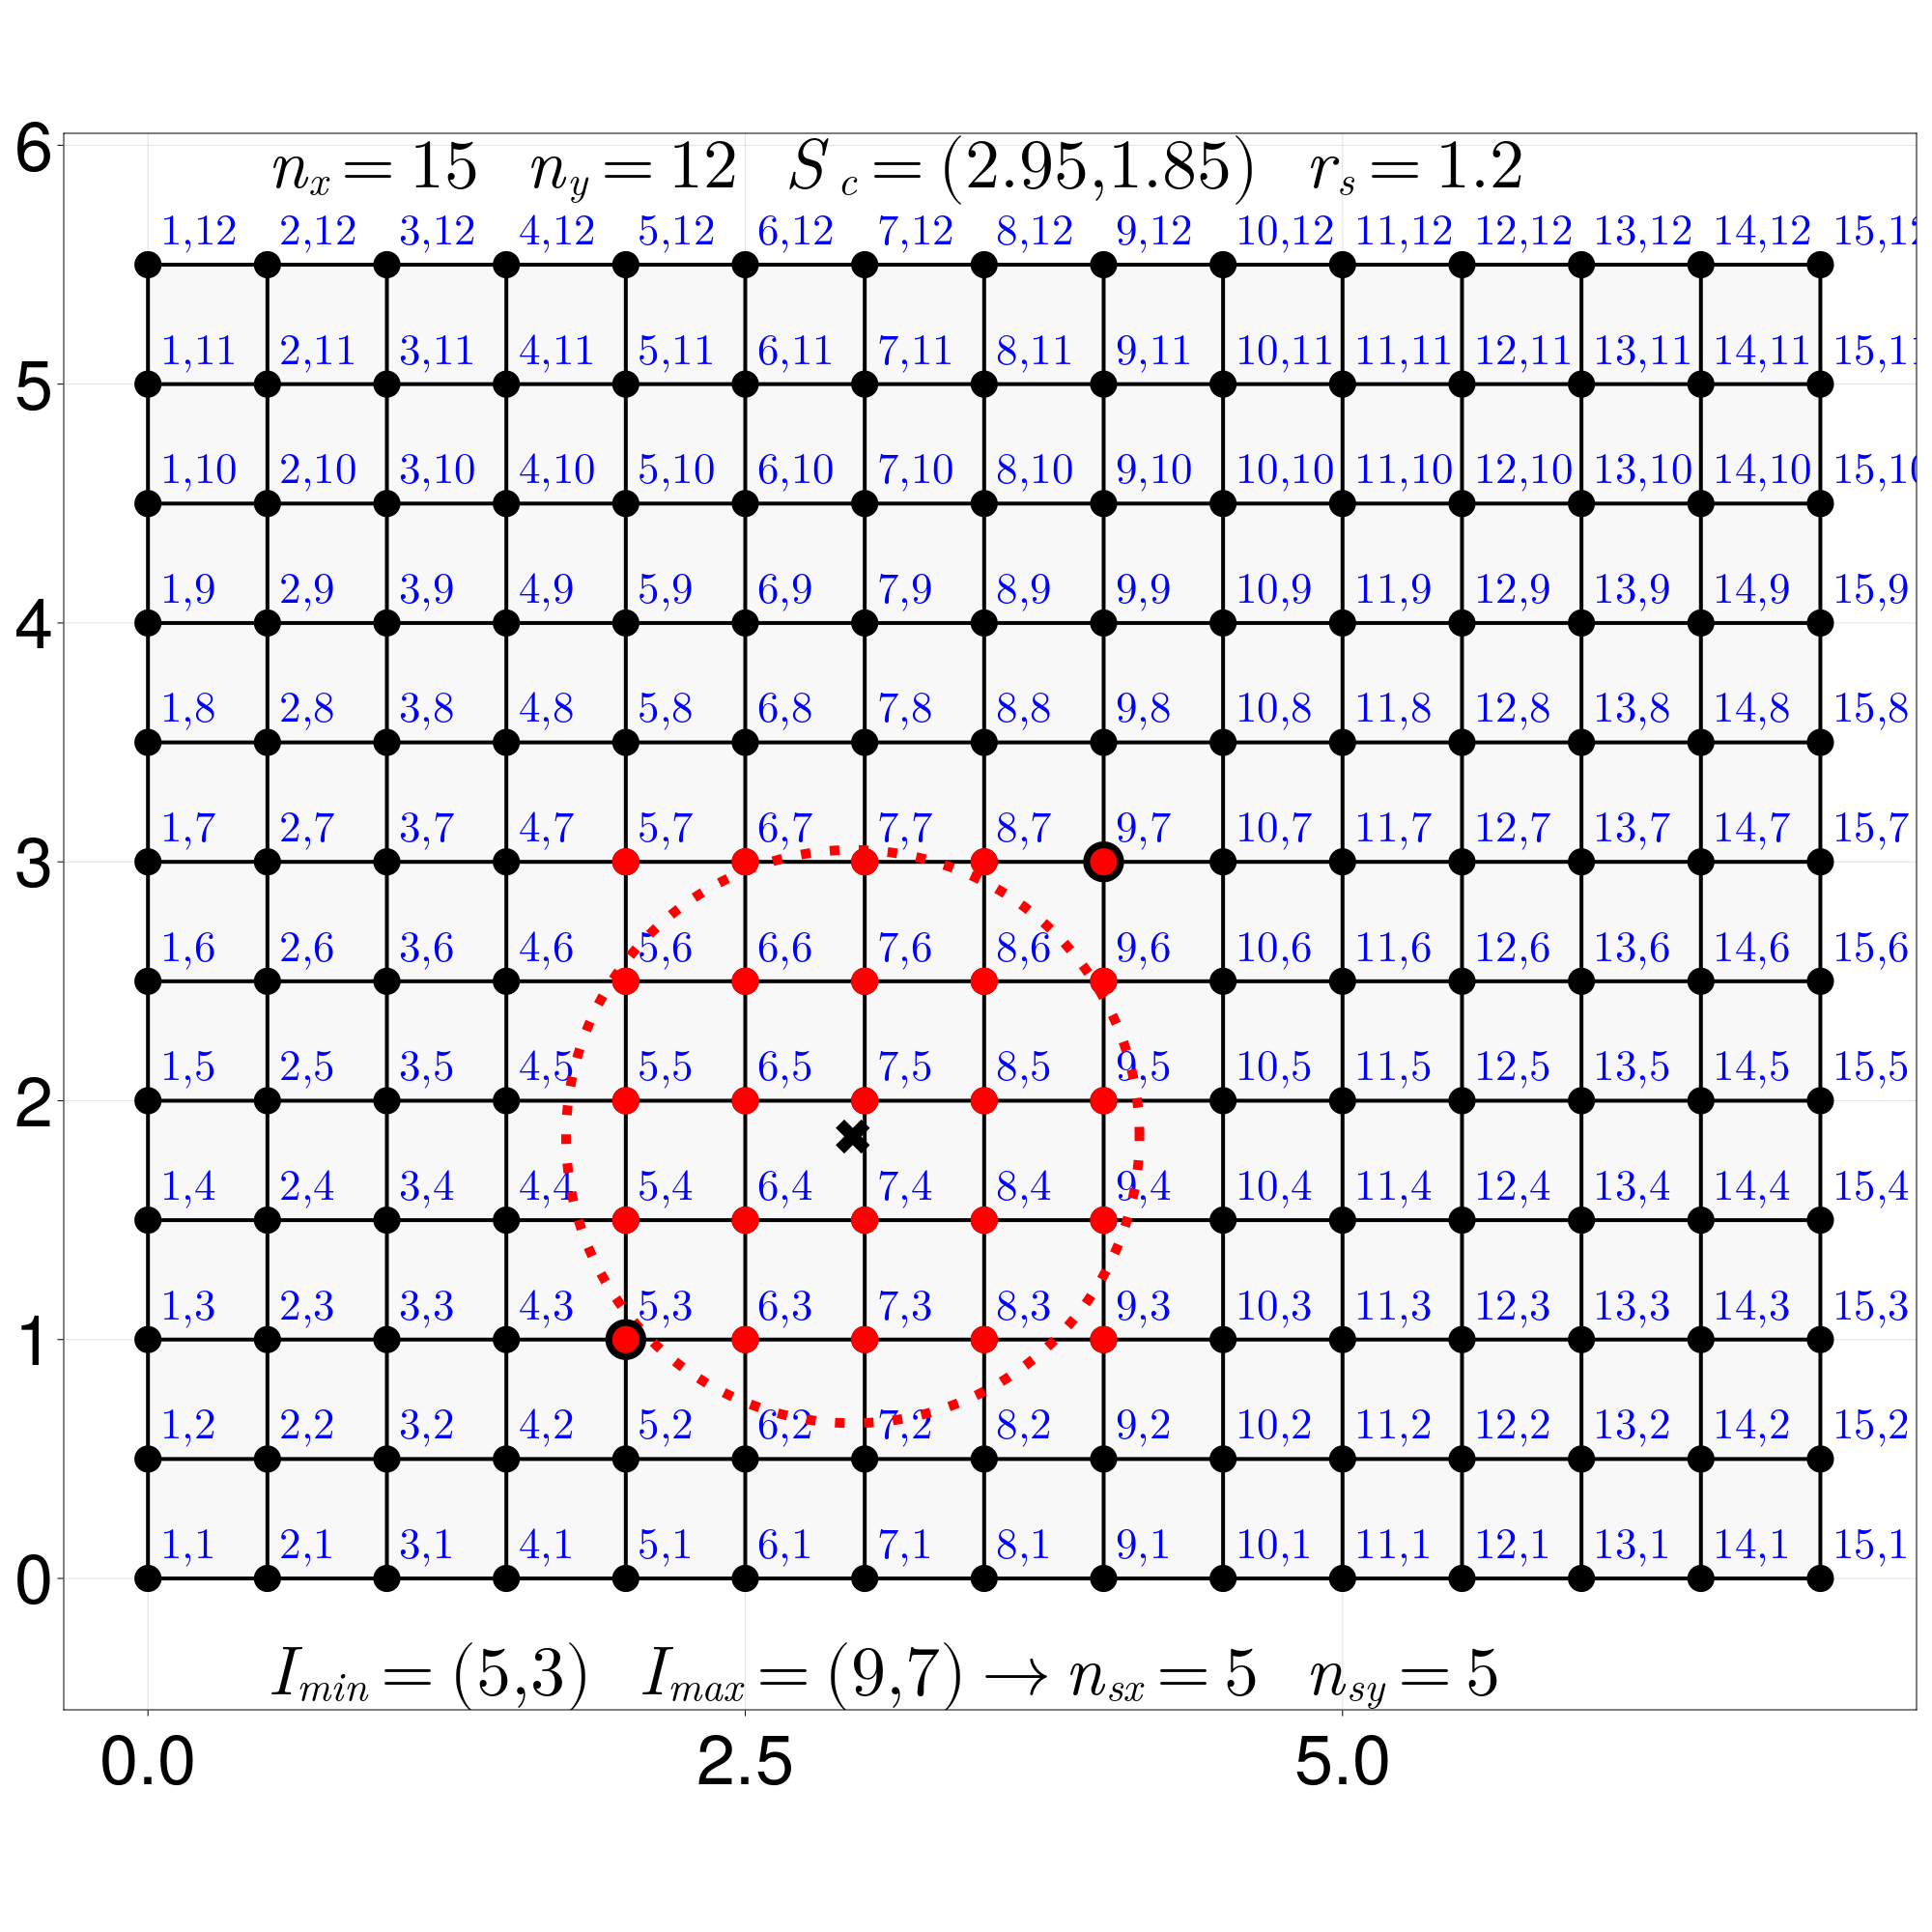 6
n_x = 15 n_y = 12 S_c = (2.95,1.85) r_s = 1.2
1,12 2,12 3,12 4,12 5,12 6,12 7,12 8,12 9,12 10,12 11,12 12,12 13,12 14,12 15,12
1,11 2,11 3,11 4,11 5,11 6,11 7,11 8,11 9,11 10,11 11,11 12,11 13,11 14,11 15,11
5
1,10 2,10 3,10 4,10 5,10 6,10 7,10 8,10 9,10 10,10 11,10 12,10 13,10 14,10 15,10
1,9 2,9 3,9 4,9 5,9 6,9 7,9 8,9 9,9 10,9 11,9 12,9 13,9 14,9 15,9
4
1,8 2,8 3,8 4,8 5,8 6,8 7,8 8,8 9,8 10,8 11,8 12,8 13,8 14,8 15,8
1,7 2,7 3,7 4,7 5,7 6,7 7,7 8,7 9,7 10,7 11,7 12,7 13,7 14,7 15,7
3
1,6 2,6 3,6 4,6 5,6 6,6 7,6 8,6 9,6 10,6 11,6 12,6 13,6 14,6 15,6
1,5 2,5 3,5 4,5 5,5 6,5 7,5 8,5 9,5 10,5 11,5 12,5 13,5 14,5 15,5
2
1,4 2,4 3,4 4,4 5,4 6,4 7,4 8,4 9,4 10,4 11,4 12,4 13,4 14,4 15,4
1,3 2,3 3,3 4,3 5,3 6,3 7,3 8,3 9,3 10,3 11,3 12,3 13,3 14,3 15,3
1
1,2 2,2 3,2 4,2 5,2 6,2 7,2 8,2 9,2 10,2 11,2 12,2 13,2 14,2 15,2
1,1 2,1 3,1 4,1 5,1 6,1 7,1 8,1 9,1 10,1 11,1 12,1 13,1 14,1 15,1
0
I_min = (5,3) I_max = (9,7) → n_sx = 5 n_sy = 5
0.0 2.5 5.0